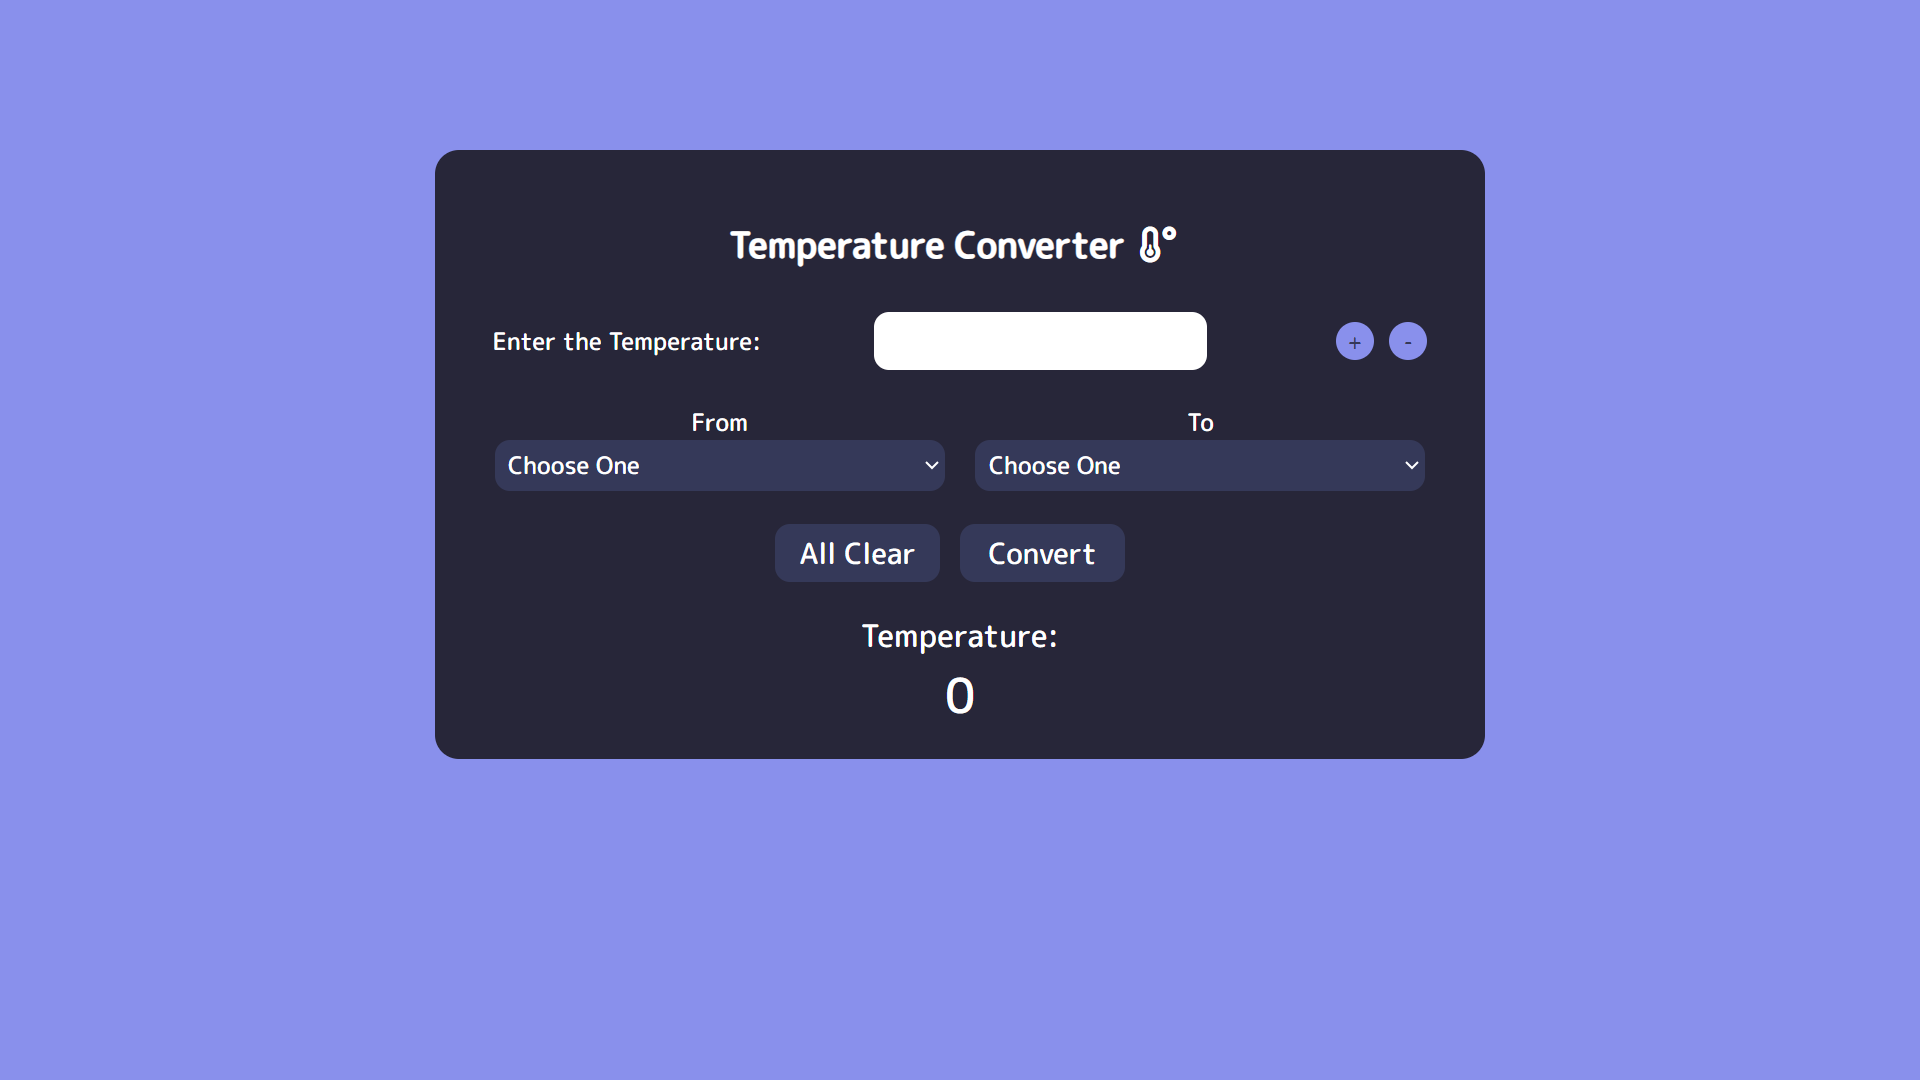 Temperature Converter
Enter the Temperature:
+ -
From To
Choose One Choose One
All Clear Convert
Temperature:
0